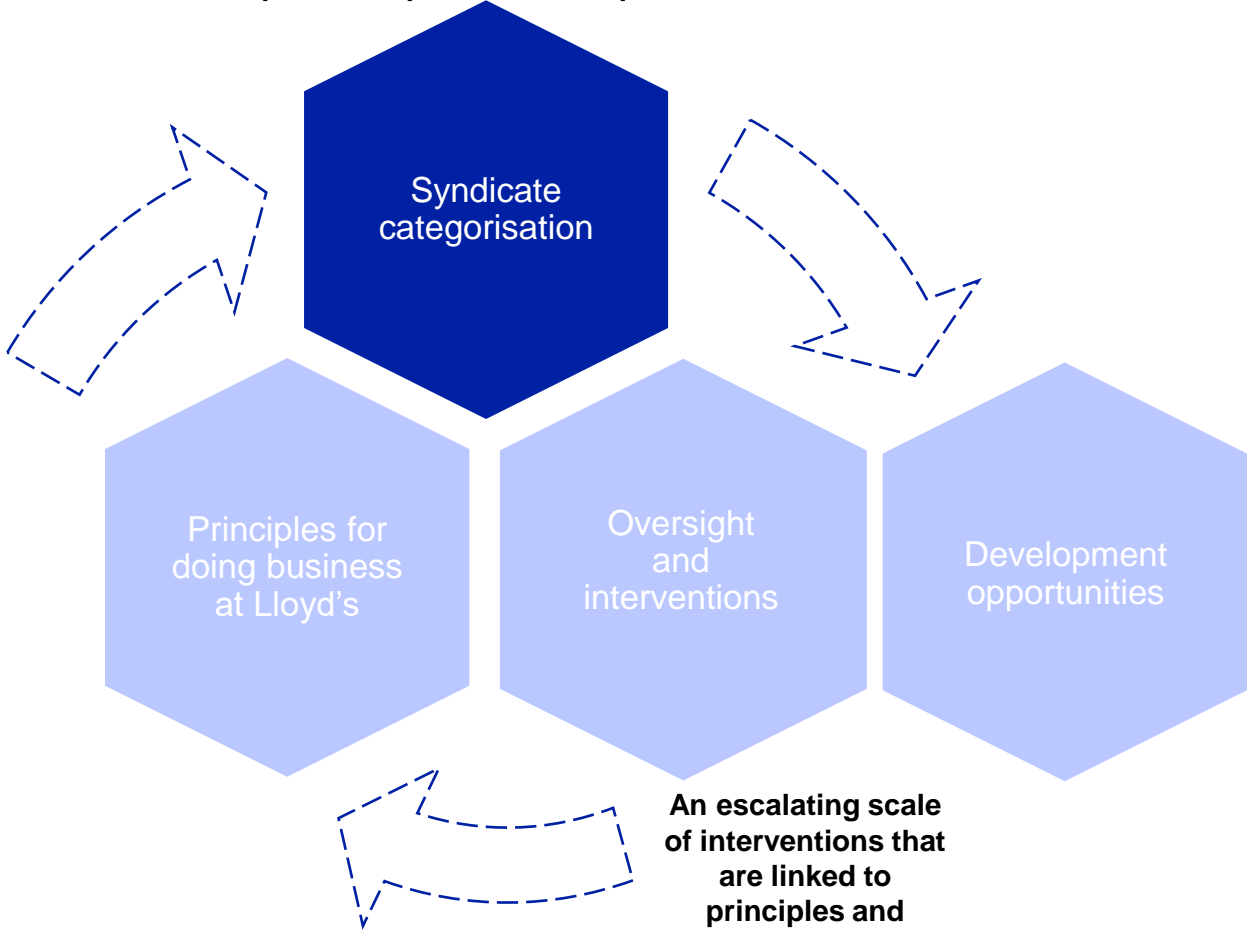 Syndicate
categorisation
Principles for
doing business
at Lloyd's
Oversight
and
interventions
Development
opportunities
An escalating scale
of interventions that
are linked to
principles and